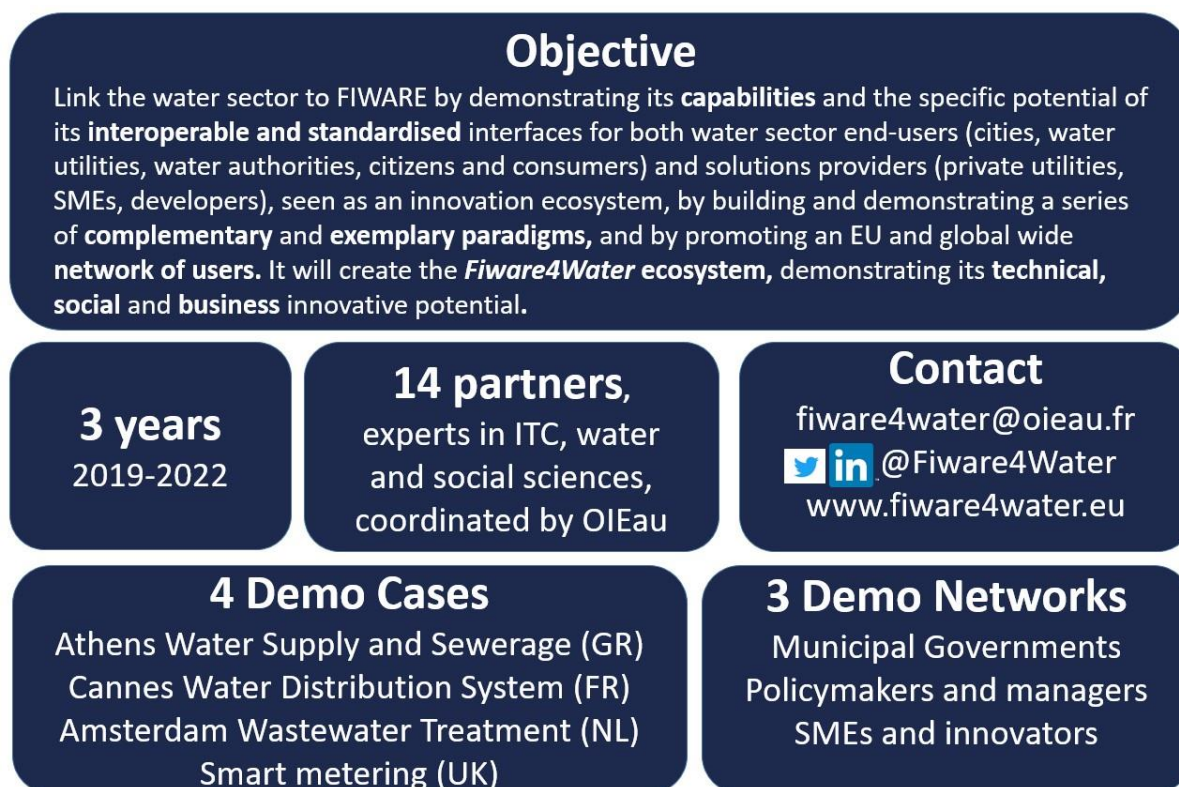 Objective
Link the water sector to FIWARE by demonstrating its capabilities and the specific potential of
its interoperable and standardised interfaces for both water sector end-users (cities, water
utilities, water authorities, citizens and consumers) and solutions providers (private utilities,
SMEs, developers), seen as an innovation ecosystem, by building and demonstrating a series
of complementary and exemplary paradigms, and by promoting an EU and global wide
network of users. It will create the Fiware4Water ecosystem, demonstrating its technical,
social and business innovative potential.
3 years
2019-2022
14 partners,
experts in ITC, water
and social sciences,
coordinated by OIEau
Contact
fiware4water@oieau.fr
in @Fiware4Water
www.fiware4water.eu
4 Demo Cases
Athens Water Supply and Sewerage (GR)
Cannes Water Distribution System (FR)
Amsterdam Wastewater Treatment (NL)
Smart metering (UK)
3 Demo Networks
Municipal Governments
Policymakers and managers
SMEs and innovators